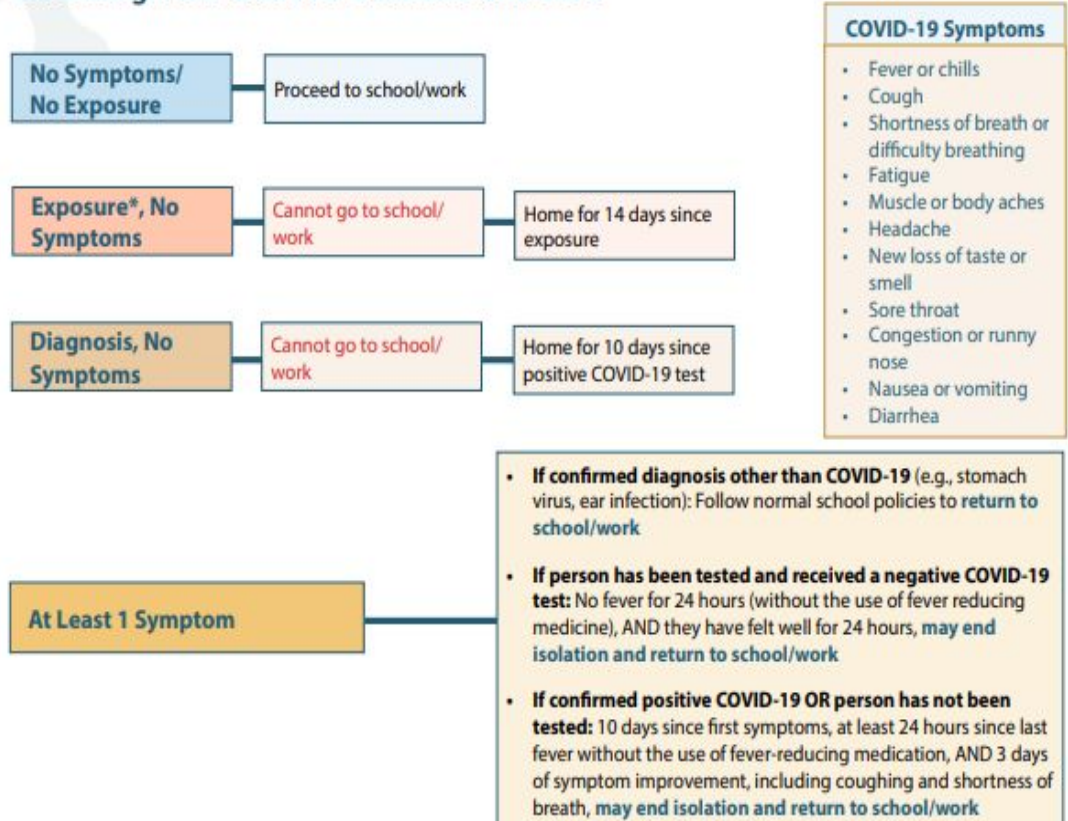 No Symptoms/
No Exposure
Proceed to school/work
Exposure*, No
Symptoms
Cannot go to school/
work
Home for 14 days since
exposure
Diagnosis, No
Symptoms
Cannot go to school/
work
Home for 10 days since
positive COVID-19 test
COVID-19 Symptoms
• Fever or chills
• Cough
• Shortness of breath or
difficulty breathing
• Fatigue
• Muscle or body aches
• Headache
• New loss of taste or
smell
• Sore throat
• Congestion or runny
nose
• Nausea or vomiting
• Diarrhea
At Least 1 Symptom
• If confirmed diagnosis other than COVID-19 (e.g., stomach
virus, ear infection): Follow normal school policies to return to
school/work
• If person has been tested and received a negative COVID-19
test: No fever for 24 hours (without the use of fever reducing
medicine), AND they have felt well for 24 hours, may end
isolation and return to school/work
• If confirmed positive COVID-19 OR person has not been
tested: 10 days since first symptoms, at least 24 hours since last
fever without the use of fever-reducing medication, AND 3 days
of symptom improvement, including coughing and shortness of
breath, may end isolation and return to school/work